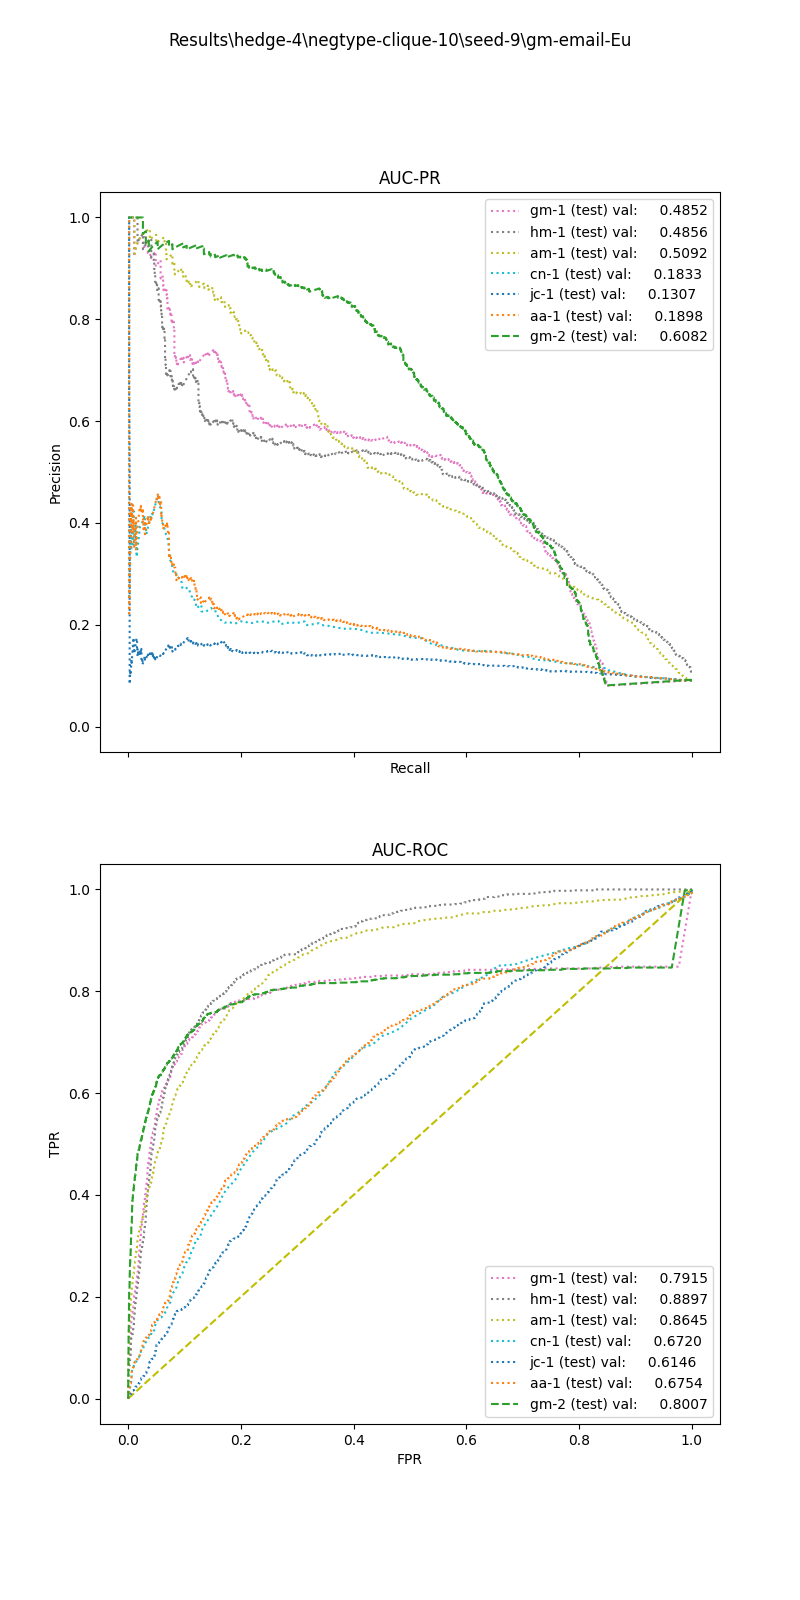 Results\hedge-4\negtype-clique-10\seed-9\gm-email-Eu
AUC-PR
1.0
0.8
0.6
0.4
0.2
0.0
Precision
Recall
gm-1 (test) val: 0.4852
hm-1 (test) val: 0.4856
am-1 (test) val: 0.5092
cn-1 (test) val: 0.1833
jc-1 (test) val: 0.1307
aa-1 (test) val: 0.1898
gm-2 (test) val: 0.6082
AUC-ROC
1.0
0.8
0.6
0.4
0.2
0.0
TPR
gm-1 (test) val: 0.7915
hm-1 (test) val: 0.8897
am-1 (test) val: 0.8645
cn-1 (test) val: 0.6720
jc-1 (test) val: 0.6146
aa-1 (test) val: 0.6754
gm-2 (test) val: 0.8007
0.0 0.2 0.4 0.6 0.8 1.0
FPR